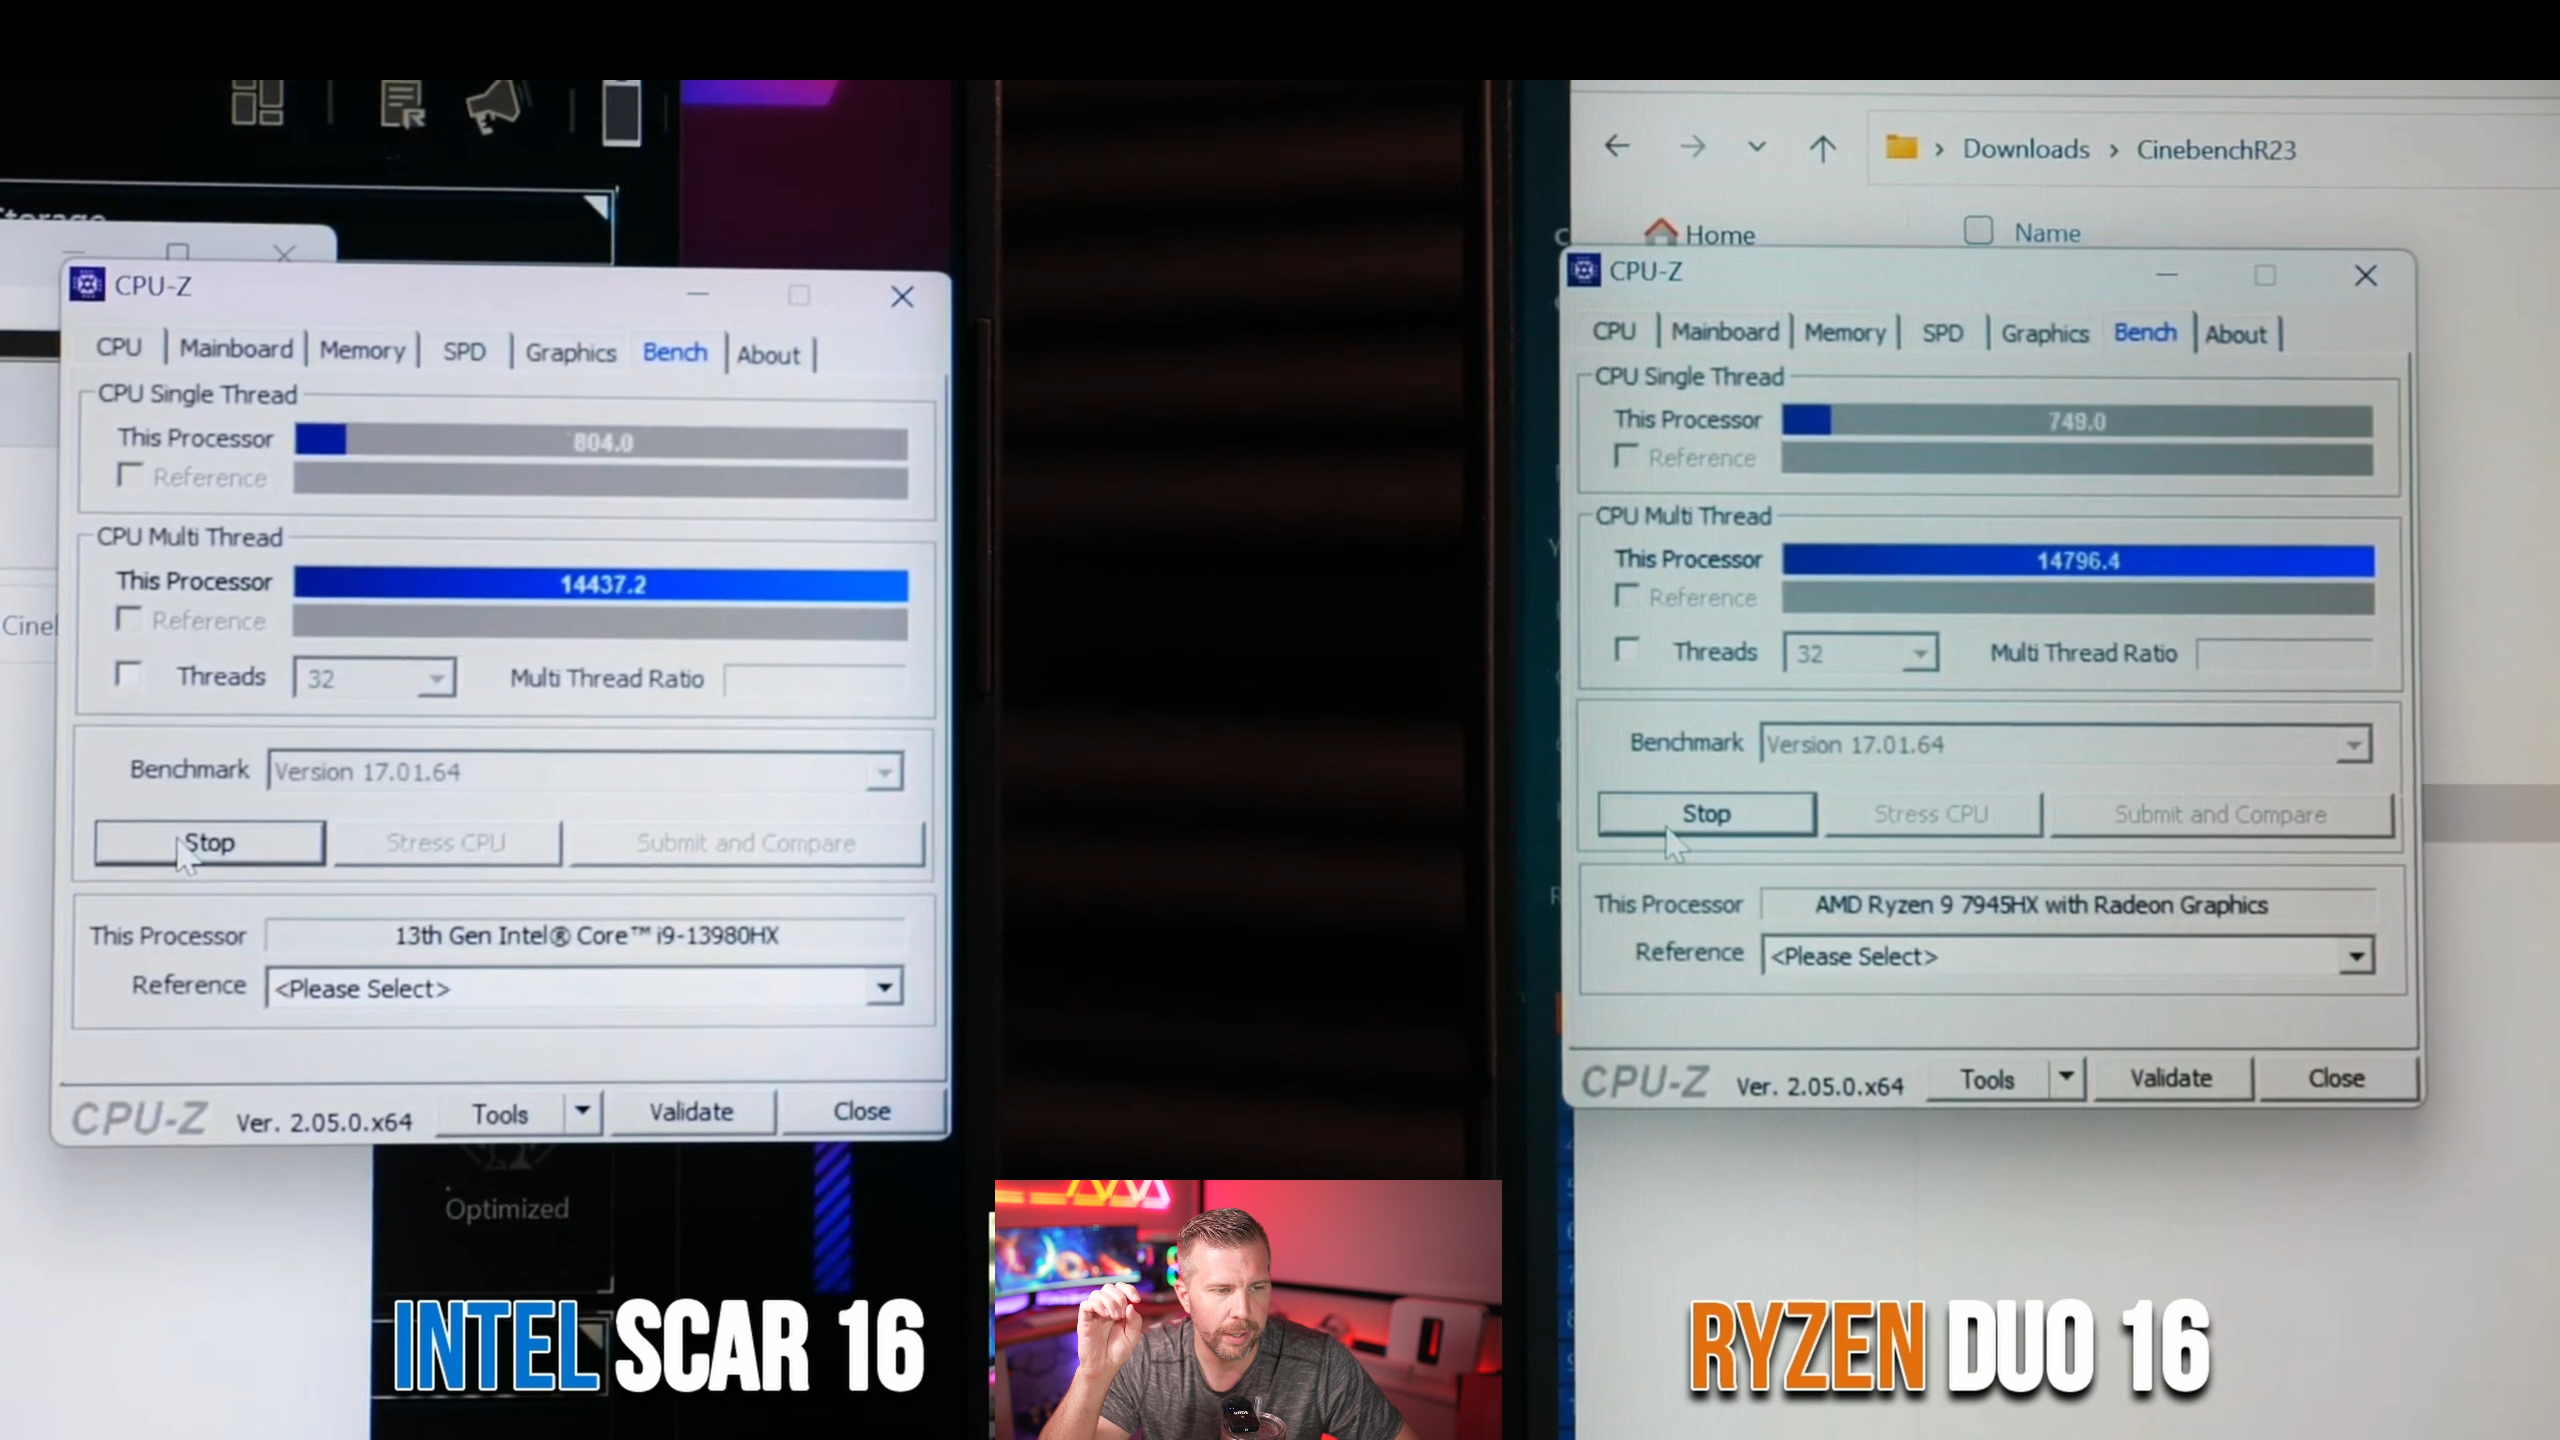 Storage
CPU-Z
CPU Mainboard Memory SPD Graphics Bench About
CPU Single Thread
This Processor 804.0
Reference
CPU Multi Thread
This Processor 14437.2
Reference
Threads 32 Multi Thread Ratio
Benchmark Version 17.01.64
Stop Stress CPU Submit and Compare
This Processor 13th Gen Intel® Core™ i9-13980HX
Reference <Please Select>
CPU-Z Ver. 2.05.0.x64 Tools Validate Close
Optimized
INTEL SCAR 16
Downloads > CinebenchR23
Home Name
CPU-Z
CPU Mainboard Memory SPD Graphics Bench About
CPU Single Thread
This Processor 749.0
Reference
CPU Multi Thread
This Processor 14796.4
Reference
Threads 32 Multi Thread Ratio
Benchmark Version 17.01.64
Stop Stress CPU Submit and Compare
This Processor AMD Ryzen 9 7945HX with Radeon Graphics
Reference <Please Select>
CPU-Z Ver. 2.05.0.x64 Tools Validate Close
RYZEN DUO 16